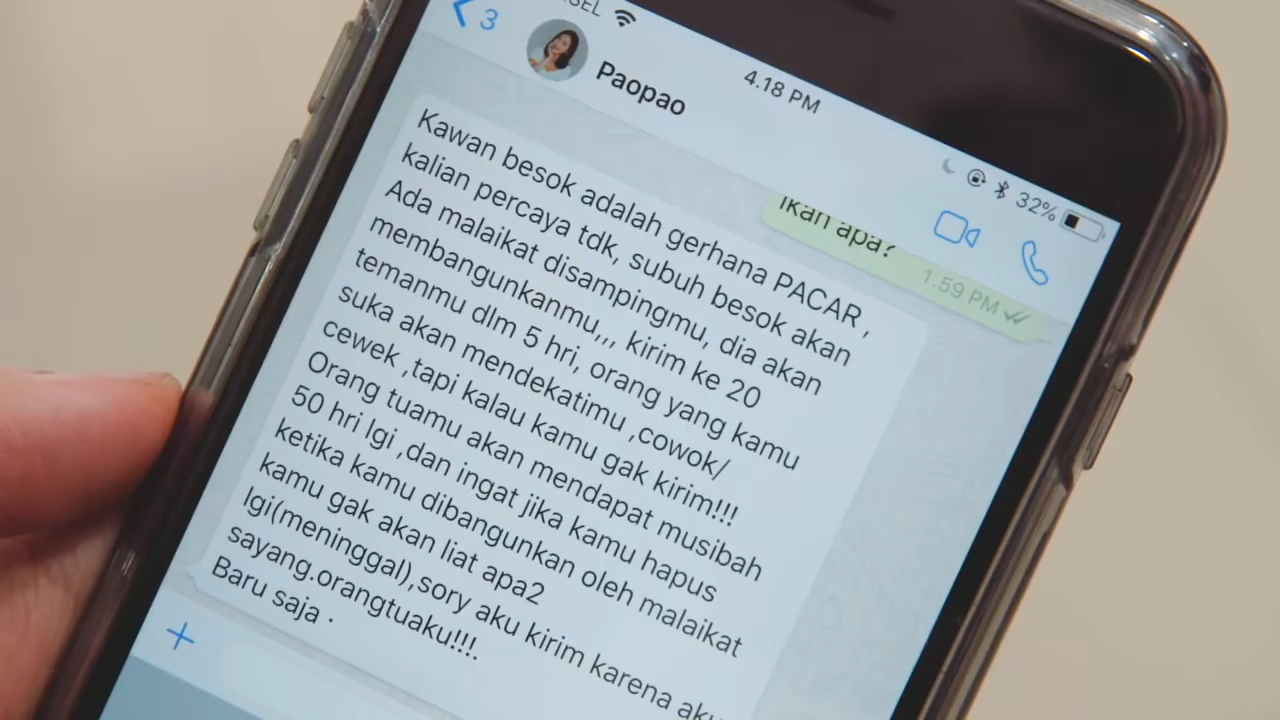 4.18 PM
32%
3
Paopao
Ikan apa?
1.59 PM
Kawan besok adalah gerhana PACAR ,
kalian percaya tdk, subuh besok akan
Ada malaikat disampingmu, dia akan
membangunkanmu,,, kirim ke 20
temanmu dlm 5 hri, orang yang kamu
suka akan mendekatimu ,cowok/
cewek ,tapi kalau kamu gak kirim!!!
Orang tuamu akan mendapat musibah
50 hri lgi ,dan ingat jika kamu hapus
ketika kamu dibangunkan oleh malaikat
kamu gak akan liat apa2
lgi(meninggal),sory aku kirim karena aku
sayang.orangtuaku!!!.
Baru saja ·